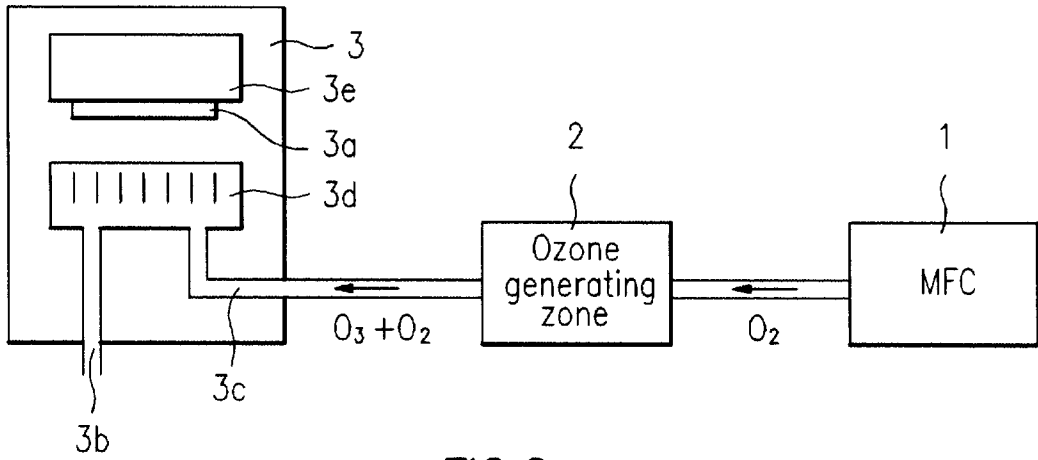 3
3e
3a
3d
2
1
Ozone
generating
zone
MFC
O₃+O₂
O₂
3c
3b